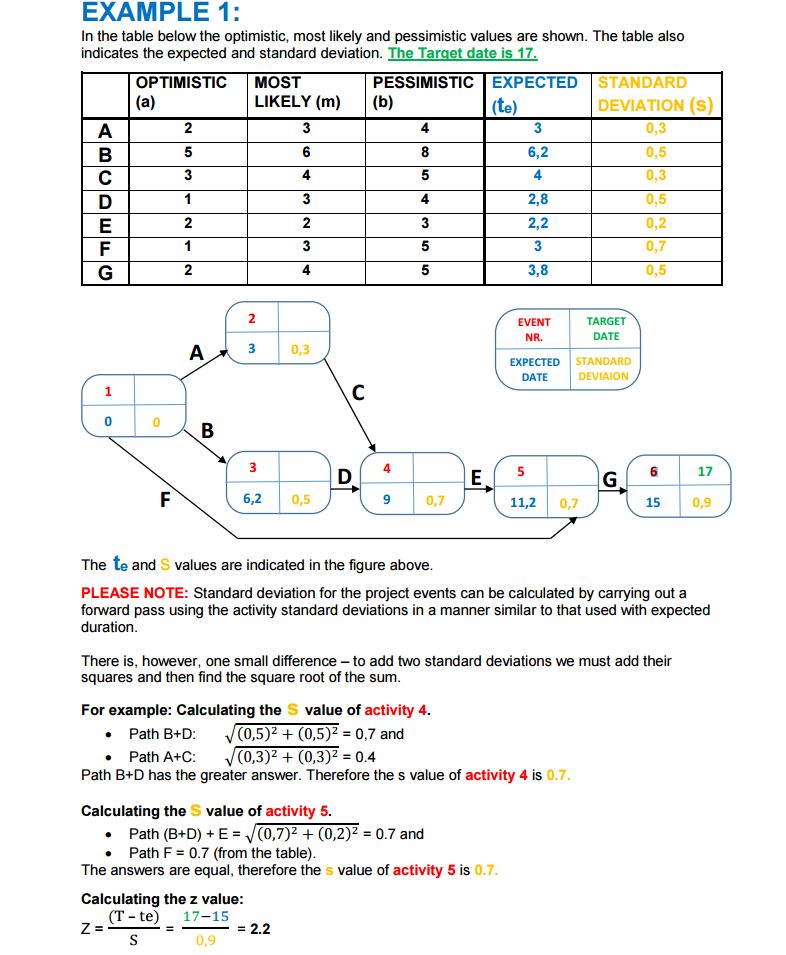 EXAMPLE 1:
In the table below the optimistic, most likely and pessimistic values are shown. The table also
indicates the expected and standard deviation. The Target date is 17.
OPTIMISTIC (a) MOST LIKELY (m) PESSIMISTIC (b) EXPECTED (te) STANDARD DEVIATION (s)
A 2 3 4 3 0,3
B 5 6 8 6,2 0,5
C 3 4 5 4 0,3
D 1 3 4 2,8 0,5
E 2 2 3 2,2 0,2
F 1 3 5 3 0,7
G 2 4 5 3,8 0,5
2
3 0,3
A
EVENT NR. TARGET DATE
EXPECTED DATE STANDARD DEVIAION
1
0 0
C
B
3
6,2 0,5
D
4
9 0,7
E
5
11,2 0,7
G
6 17
15 0,9
F
The te and S values are indicated in the figure above.
PLEASE NOTE: Standard deviation for the project events can be calculated by carrying out a
forward pass using the activity standard deviations in a manner similar to that used with expected
duration.
There is, however, one small difference – to add two standard deviations we must add their
squares and then find the square root of the sum.
For example: Calculating the S value of activity 4.
• Path B+D: √(0,5)² + (0,5)² = 0,7 and
• Path A+C: √(0,3)² + (0,3)² = 0.4
Path B+D has the greater answer. Therefore the s value of activity 4 is 0.7.
Calculating the S value of activity 5.
• Path (B+D) + E = √(0,7)² + (0,2)² = 0.7 and
• Path F = 0.7 (from the table).
The answers are equal, therefore the s value of activity 5 is 0.7.
Calculating the z value:
Z = (T – te) / S = 17−15 / 0,9 = 2.2